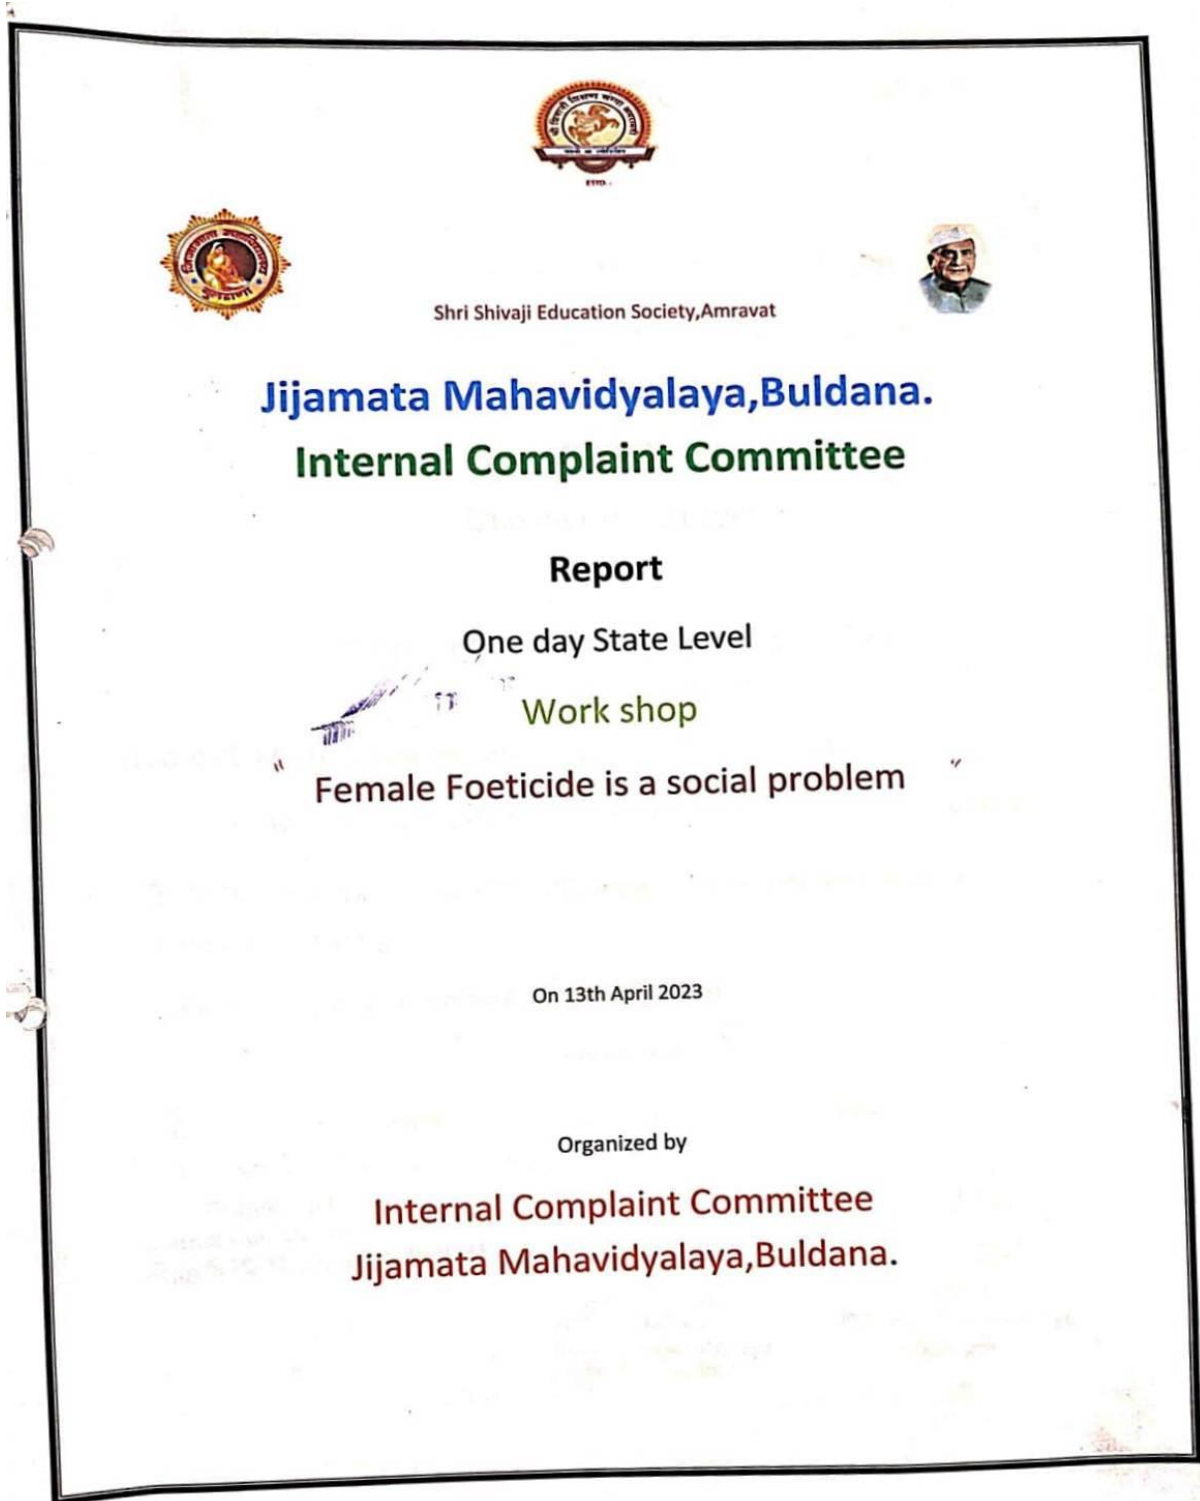 Shri Shivaji Education Society,Amravat
Jijamata Mahavidyalaya,Buldana.
Internal Complaint Committee
Report
One day State Level
Work shop
" Female Foeticide is a social problem "
On 13th April 2023
Organized by
Internal Complaint Committee
Jijamata Mahavidyalaya,Buldana.